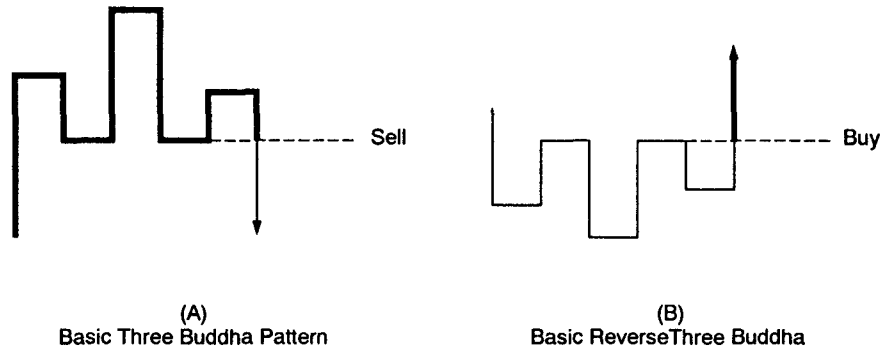 Sell
Buy
(A)
Basic Three Buddha Pattern
(B)
Basic ReverseThree Buddha